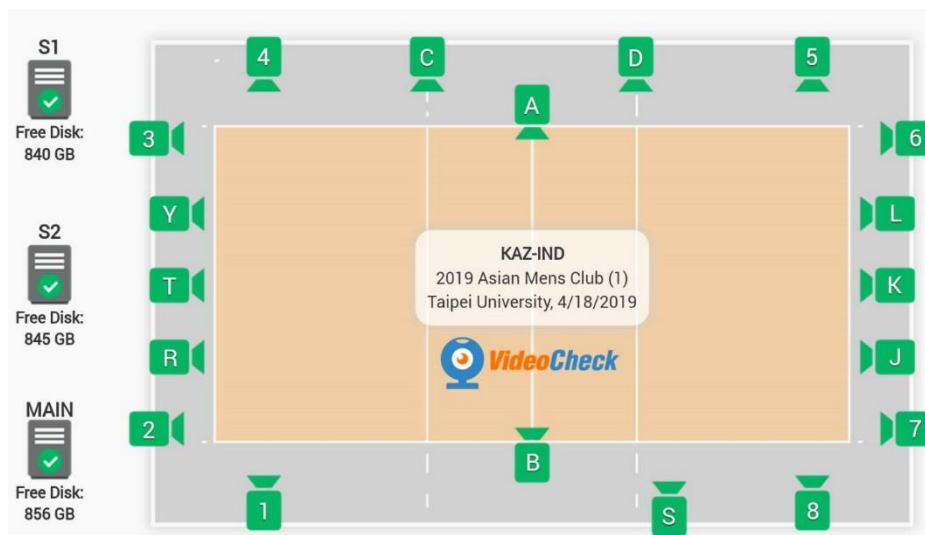 S1
Free Disk:
840 GB
S2
Free Disk:
845 GB
MAIN
Free Disk:
856 GB
4
C
D
5
A
3
6
Y
L
KAZ-IND
2019 Asian Mens Club (1)
Taipei University, 4/18/2019
T
K
VideoCheck
R
J
2
7
B
1
S
8